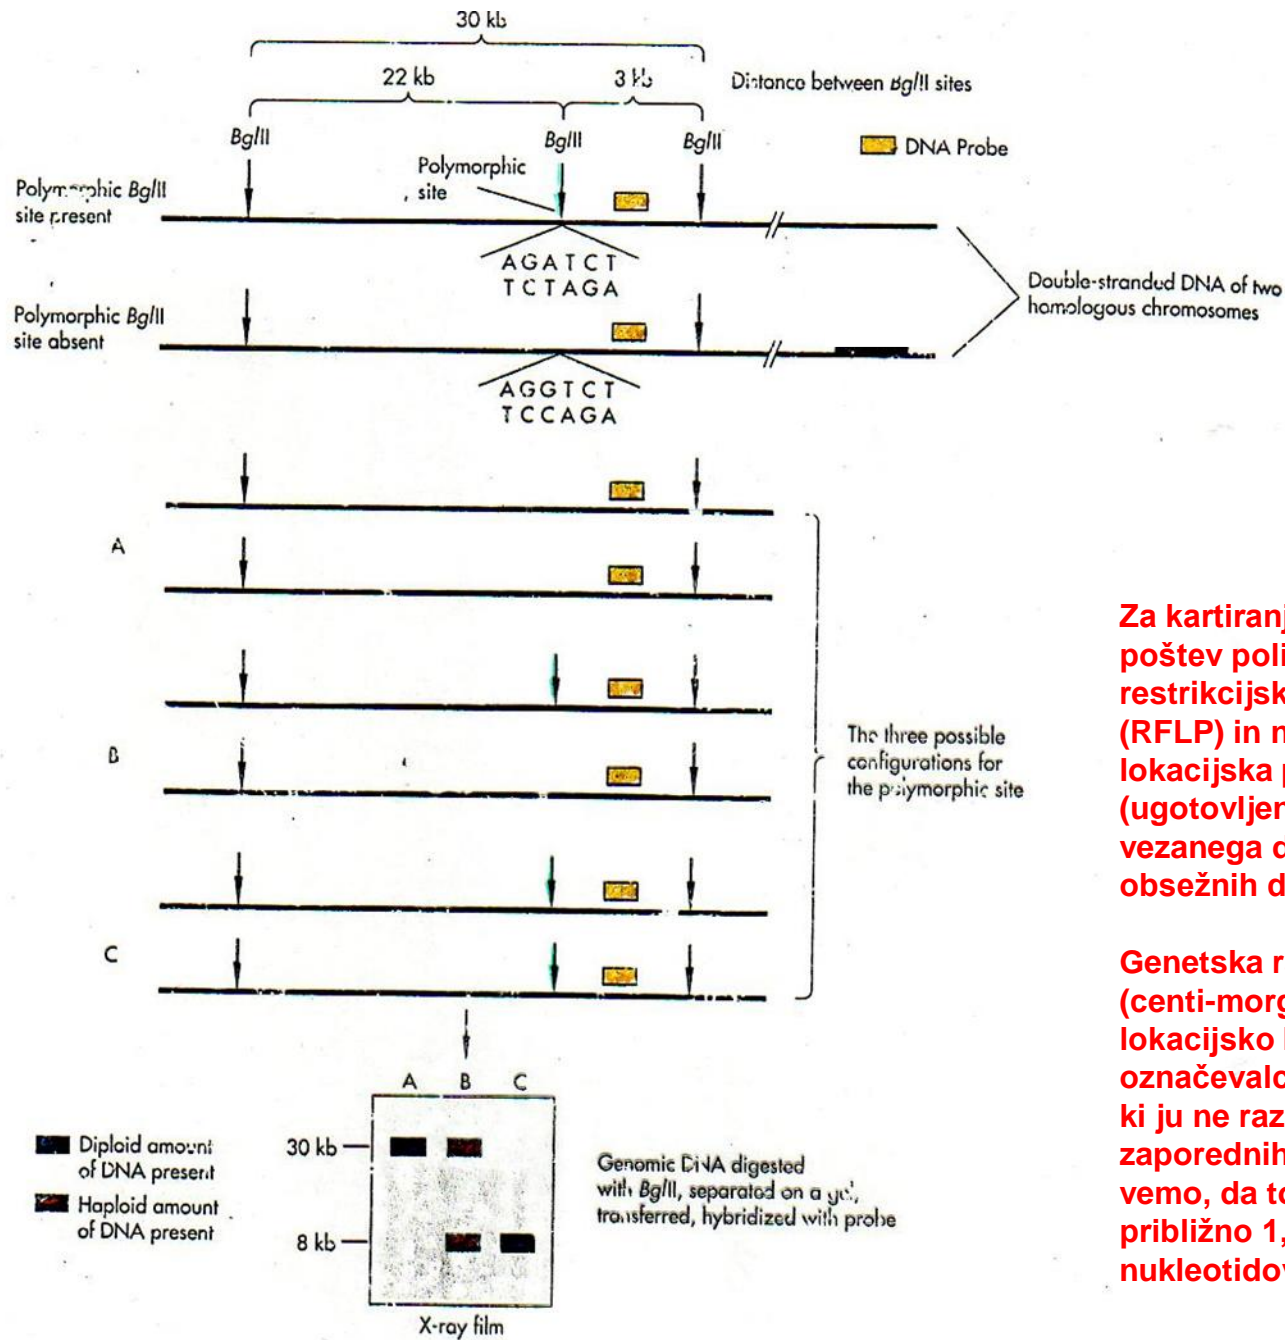 30 kb
22 kb
3 kb
Distance between BglII sites
BglII
BglII
BglII
DNA Probe
Polymorphic BglII
site present
Polymorphic
site
AGATCT
TCTAGA
Double-stranded DNA of two
homologous chromosomes
Polymorphic BglII
site absent
AGGTCT
TCCAGA
A
B
C
The three possible
configurations for
the polymorphic site
A B C
Diploid amount
of DNA present
Haploid amount
of DNA present
30 kb
8 kb
Genomic DNA digested
with BglII, separated on a gel,
transferred, hybridized with probe
X-ray film
Za kartiranj
poštev poli
restrikcijsk
(RFLP) in n
lokacijska p
(ugotovljen
vezanega d
obsežnih d
Genetska r
(centi-morg
lokacijsko
označevalc
ki ju ne raz
zaporednih
vemo, da to
približno 1,
nukleotidov